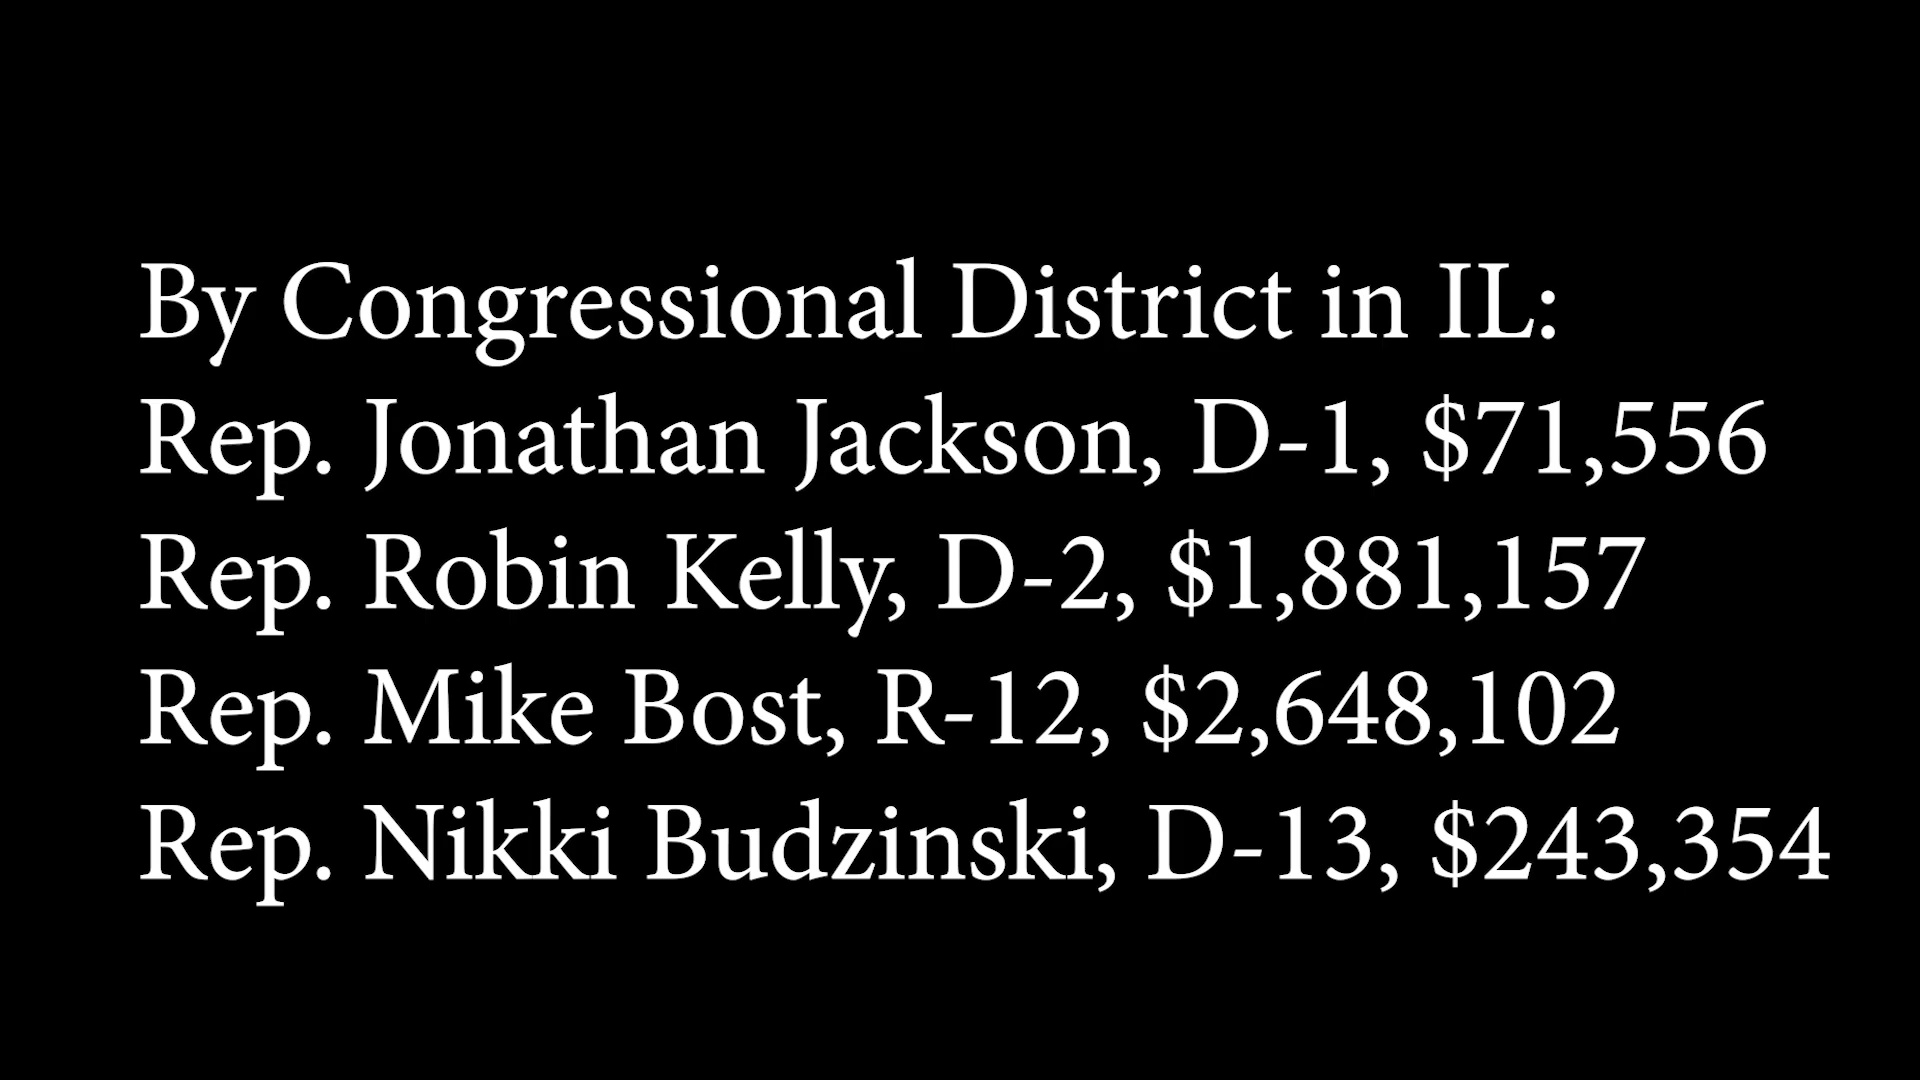 By Congressional District in IL:
Rep. Jonathan Jackson, D-1, $71,556
Rep. Robin Kelly, D-2, $1,881,157
Rep. Mike Bost, R-12, $2,648,102
Rep. Nikki Budzinski, D-13, $243,354